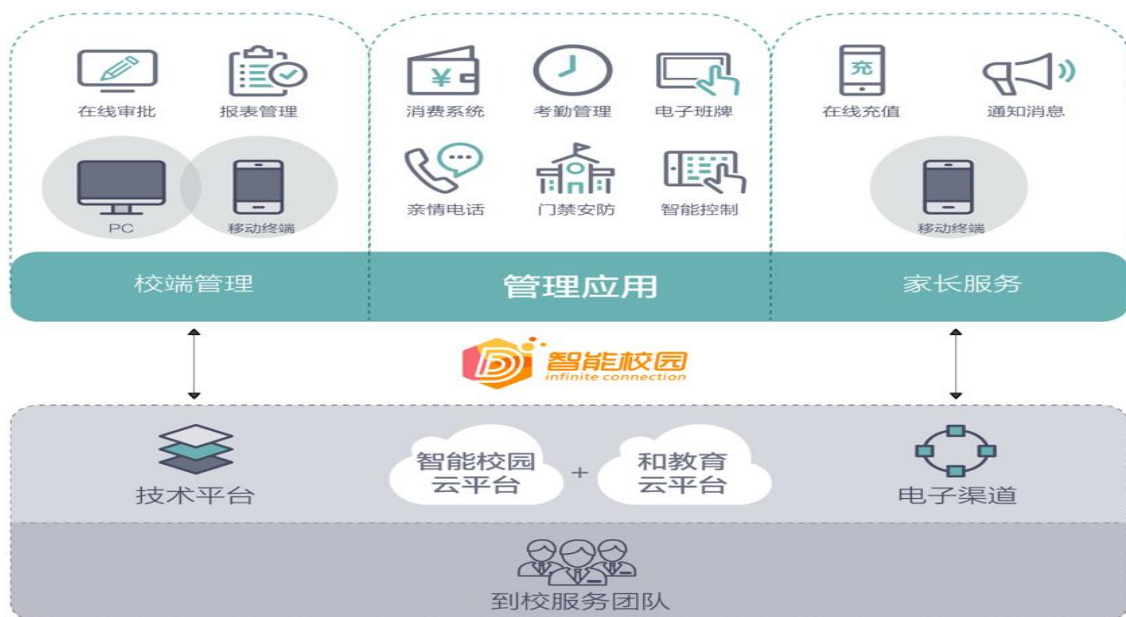 在线审批
报表管理
消费系统
考勤管理
电子班牌
充
在线充值
通知消息
PC
移动终端
亲情电话
门禁安防
智能控制
移动终端
校端管理
管理应用
家长服务
智能校园
infinite connection
技术平台
智能校园
云平台
+
和教育
云平台
电子渠道
到校服务团队